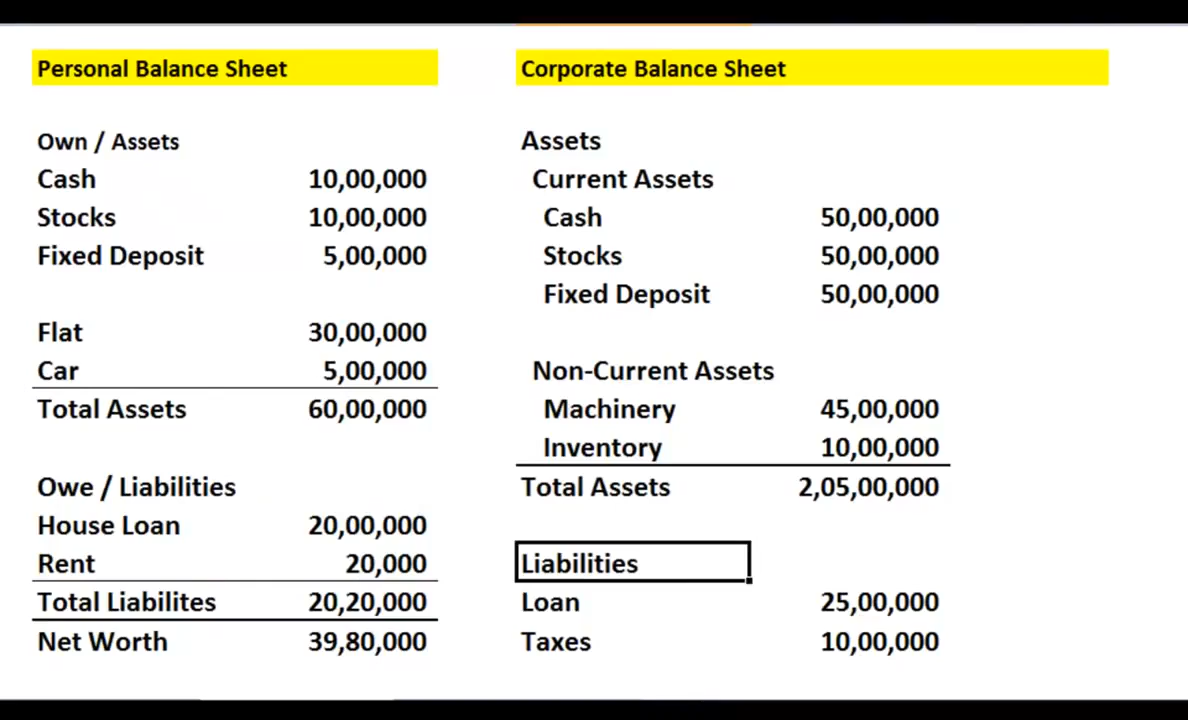 Personal Balance Sheet
Own / Assets
Cash 10,00,000
Stocks 10,00,000
Fixed Deposit 5,00,000
Flat 30,00,000
Car 5,00,000
Total Assets 60,00,000
Owe / Liabilities
House Loan 20,00,000
Rent 20,000
Total Liabilites 20,20,000
Net Worth 39,80,000
Corporate Balance Sheet
Assets
Current Assets
Cash 50,00,000
Stocks 50,00,000
Fixed Deposit 50,00,000
Non-Current Assets
Machinery 45,00,000
Inventory 10,00,000
Total Assets 2,05,00,000
Liabilities
Loan 25,00,000
Taxes 10,00,000